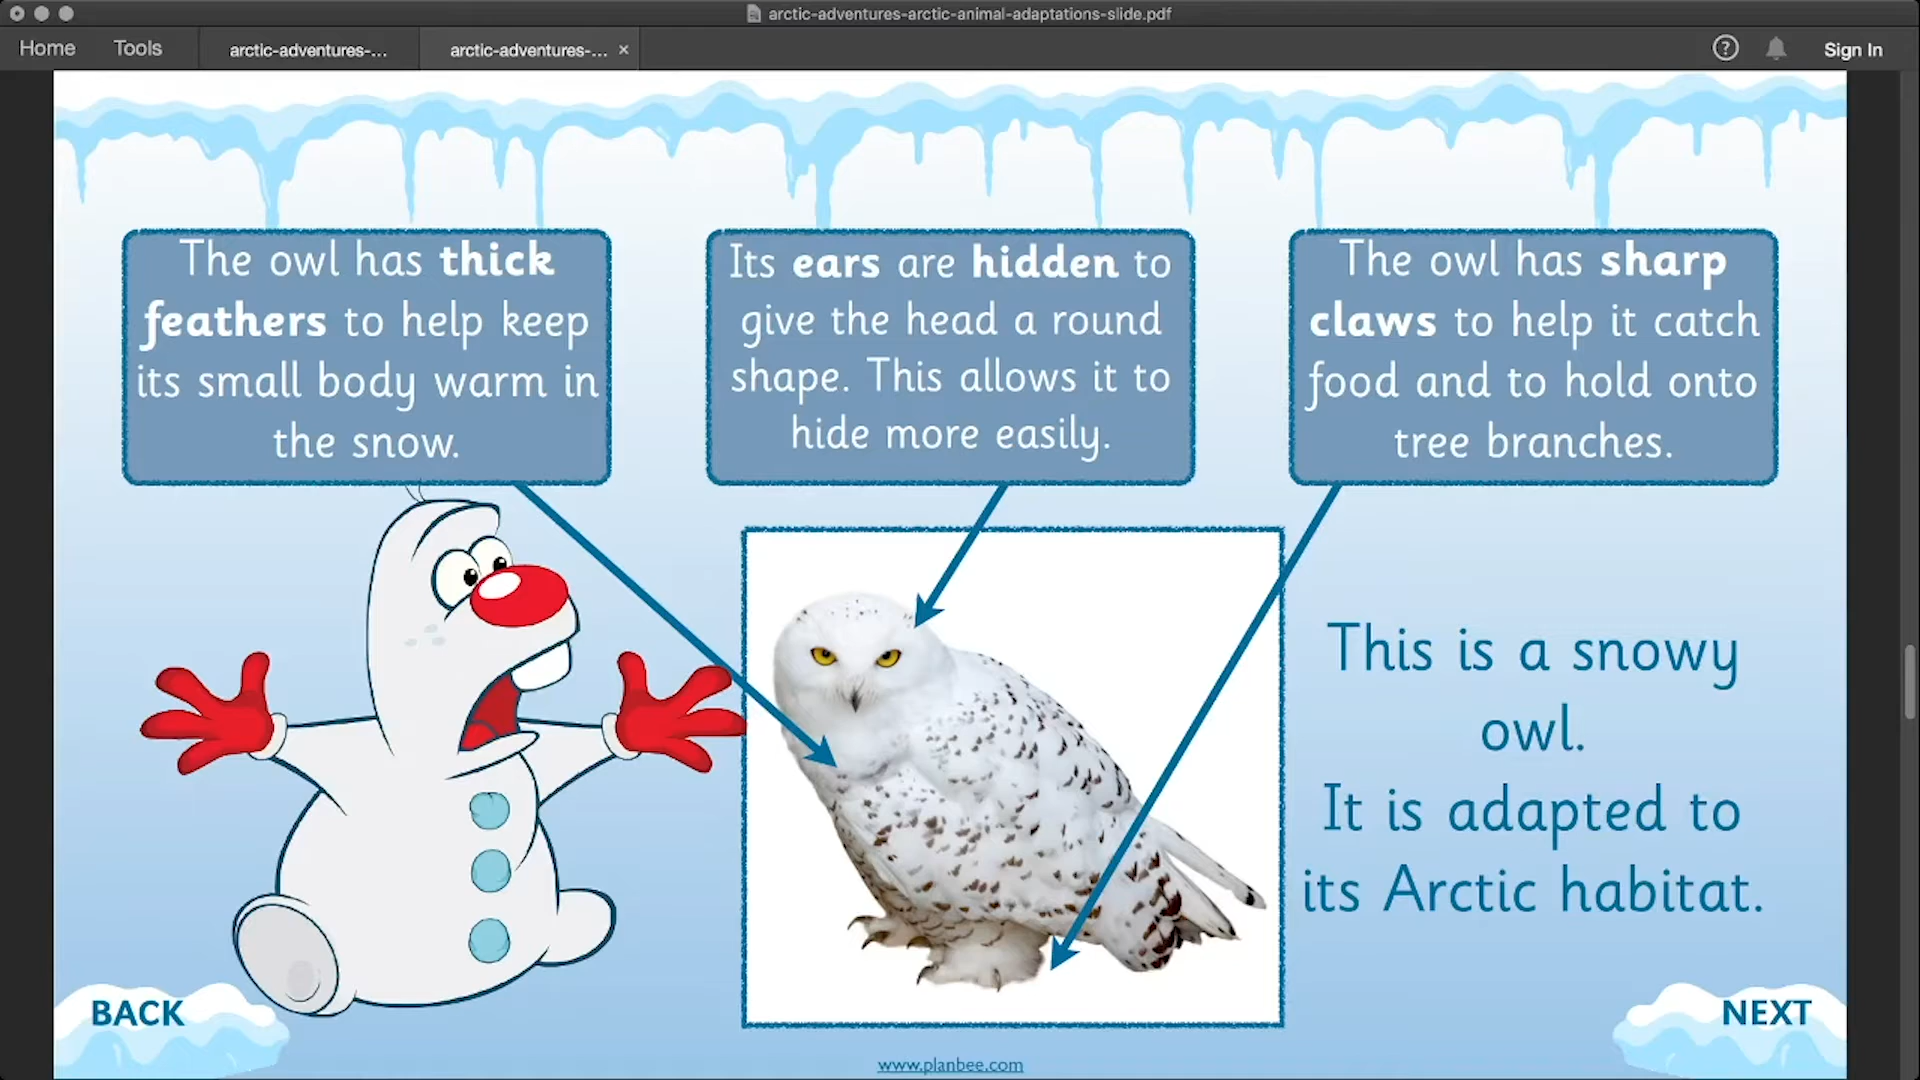 arctic-adventures-arctic-animal-adaptations-slide.pdf
Home
Tools
arctic-adventures-...
arctic-adventures-... ×
?
Sign In
The owl has thick
feathers to help keep
its small body warm in
the snow.
Its ears are hidden to
give the head a round
shape. This allows it to
hide more easily.
The owl has sharp
claws to help it catch
food and to hold onto
tree branches.
This is a snowy
owl.
It is adapted to
its Arctic habitat.
BACK
NEXT
www.planbee.com